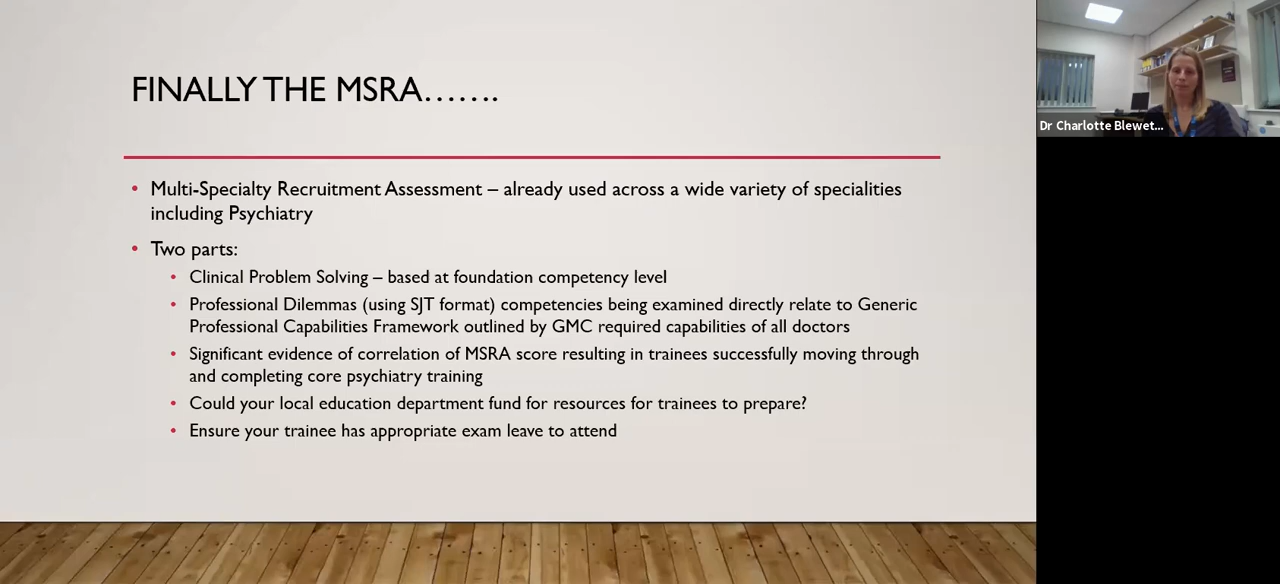 FINALLY THE MSRA.......
Multi-Specialty Recruitment Assessment – already used across a wide variety of specialities
including Psychiatry
Two parts:
Clinical Problem Solving – based at foundation competency level
Professional Dilemmas (using SJT format) competencies being examined directly relate to Generic
Professional Capabilities Framework outlined by GMC required capabilities of all doctors
Significant evidence of correlation of MSRA score resulting in trainees successfully moving through
and completing core psychiatry training
Could your local education department fund for resources for trainees to prepare?
Ensure your trainee has appropriate exam leave to attend
Dr Charlotte Blewet...